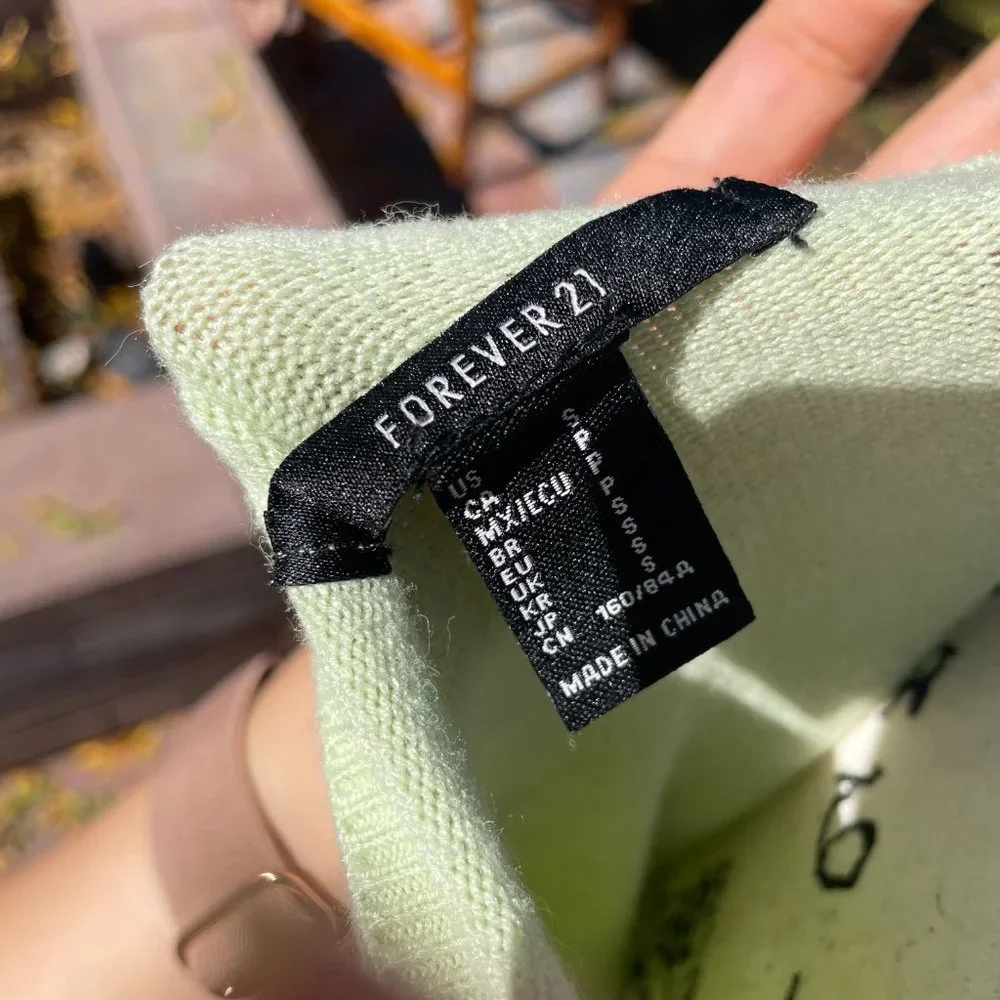 FOREVER 21
US S
CA P
MX|ECU P
BR P
EU S
UK S
KR S
JP S
CN 160/84A
MADE IN CHINA